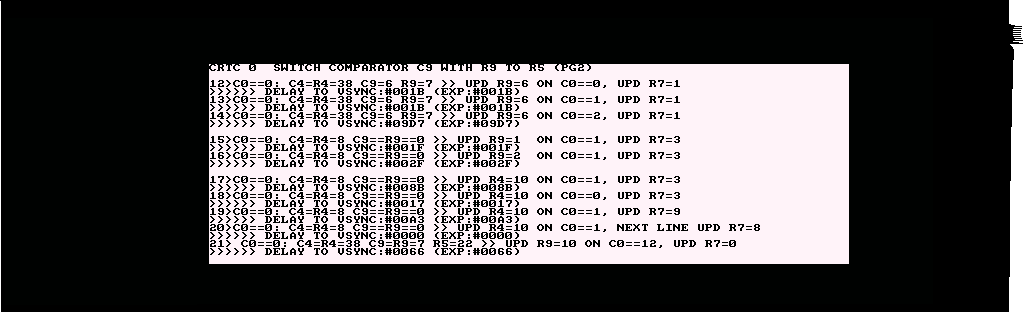 CRTC 0  SWITCH COMPARATOR C9 WITH R9 TO R5 (PG2)
12>C0==0: C4=R4=38 C9=6 R9=7 >> UPD R9=6 ON C0==0, UPD R7=1
>>>>>> DELAY TO VSYNC:#001B (EXP:#001B)
13>C0==0: C4=R4=38 C9=6 R9=7 >> UPD R9=6 ON C0==1, UPD R7=1
>>>>>> DELAY TO VSYNC:#001B (EXP:#001B)
14>C0==0: C4=R4=38 C9=6 R9=7 >> UPD R9=6 ON C0==2, UPD R7=1
>>>>>> DELAY TO VSYNC:#09D7 (EXP:#09D7)
15>C0==0: C4=R4=8 C9==R9==0 >> UPD R9=1  ON C0==1, UPD R7=3
>>>>>> DELAY TO VSYNC:#001F (EXP:#001F)
16>C0==0: C4=R4=8 C9==R9==0 >> UPD R9=2  ON C0==1, UPD R7=3
>>>>>> DELAY TO VSYNC:#002F (EXP:#002F)
17>C0==0: C4=R4=8 C9==R9==0 >> UPD R4=10 ON C0==1, UPD R7=3
>>>>>> DELAY TO VSYNC:#008B (EXP:#008B)
18>C0==0: C4=R4=8 C9==R9==0 >> UPD R4=10 ON C0==0, UPD R7=3
>>>>>> DELAY TO VSYNC:#0017 (EXP:#0017)
19>C0==0: C4=R4=8 C9==R9==0 >> UPD R4=10 ON C0==1, UPD R7=9
>>>>>> DELAY TO VSYNC:#00A3 (EXP:#00A3)
20>C0==0: C4=R4=8 C9==R9==0 >> UPD R4=10 ON C0==1, NEXT LINE UPD R7=8
>>>>>> DELAY TO VSYNC:#0000 (EXP:#0000)
21> C0==0: C4=R4=38 C9=R9=7 R5=22 >> UPD R9=10 ON C0==12, UPD R7=0
>>>>>> DELAY TO VSYNC:#0066 (EXP:#0066)